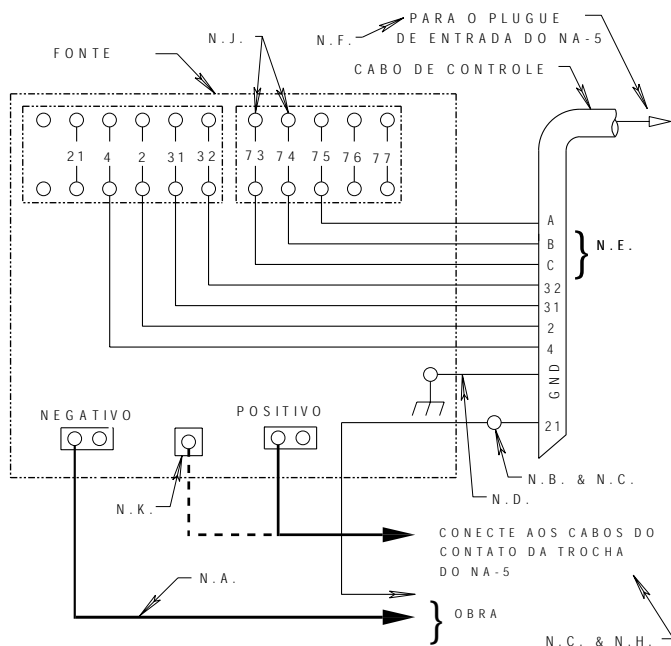 PARA O PLUGUE
N.J.
N.F.
DE ENTRADA DO NA-5
FONTE
CABO DE CONTROLE
21 4 2 31 32 73 74 75 76 77
A
B
N.E.
C
32
31
2
4
GND
NEGATIVO
POSITIVO
21
N.B. & N.C.
N.D.
N.K.
CONECTE AOS CABOS DO
CONTATO DA TROCHA
DO NA-5
N.A.
OBRA
N.C. & N.H.